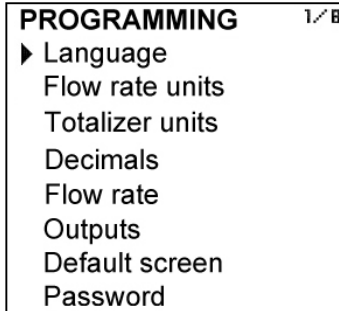 PROGRAMMING 1/8
Language
Flow rate units
Totalizer units
Decimals
Flow rate
Outputs
Default screen
Password